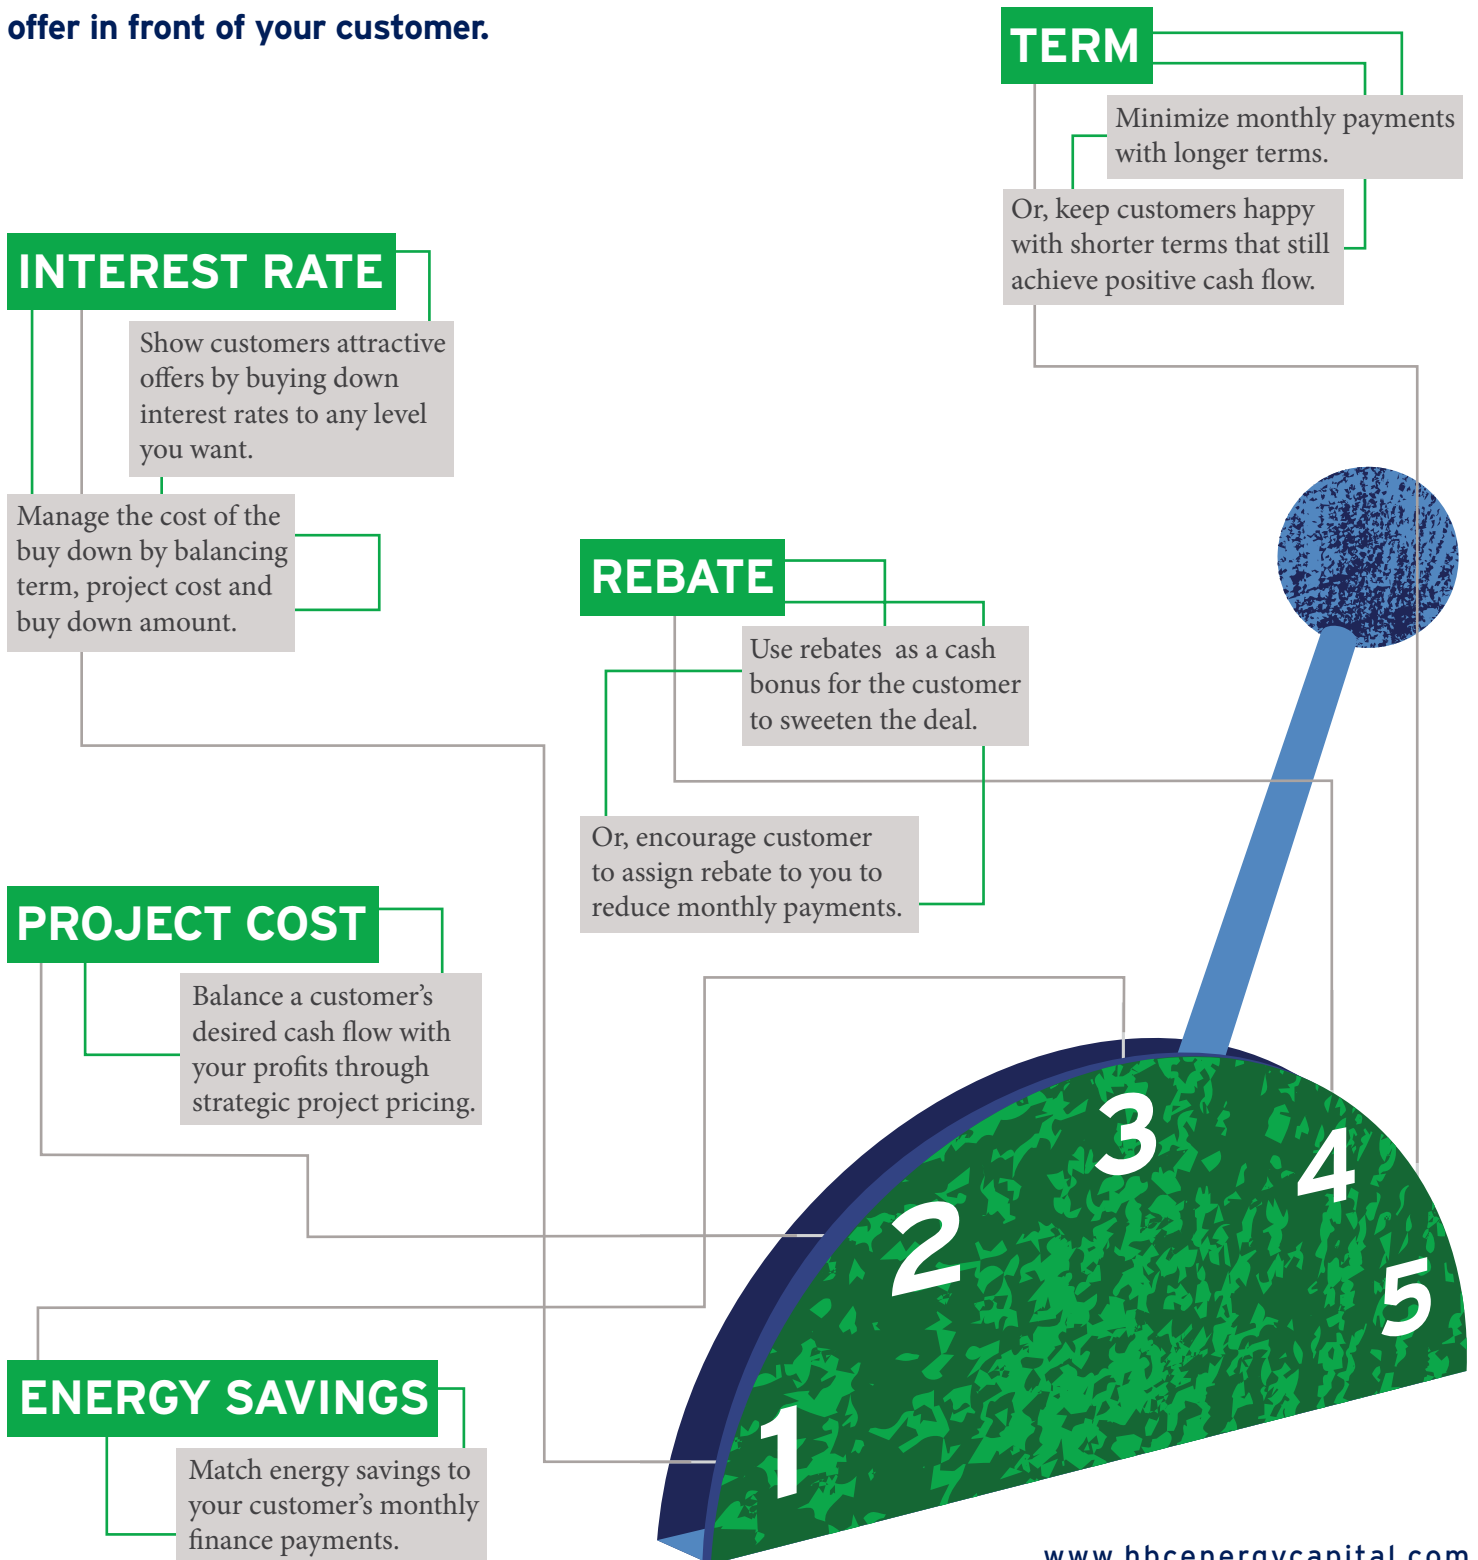 offer in front of your customer.
TERM
Minimize monthly payments
with longer terms.
Or, keep customers happy
with shorter terms that still
achieve positive cash flow.
INTEREST RATE
Show customers attractive
offers by buying down
interest rates to any level
you want.
Manage the cost of the
buy down by balancing
term, project cost and
buy down amount.
REBATE
Use rebates as a cash
bonus for the customer
to sweeten the deal.
Or, encourage customer
to assign rebate to you to
reduce monthly payments.
PROJECT COST
Balance a customer's
desired cash flow with
your profits through
strategic project pricing.
ENERGY SAVINGS
Match energy savings to
your customer's monthly
finance payments.
1
2
3
4
5
www.hbcenergycapital.com